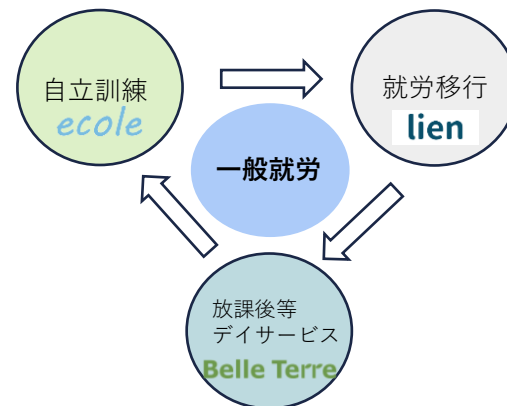 自立訓練
ecole
就労移行
lien
一般就労
放課後等
デイサービス
Belle Terre